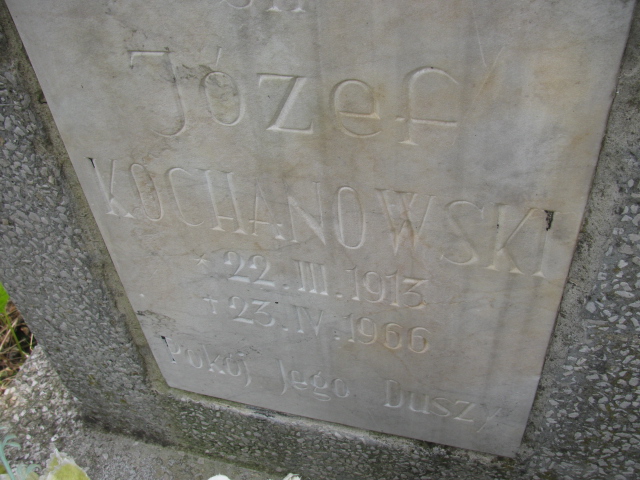 Józef
KOCHANOWSKI
* 22.III.1913
+ 23.IV.1966
Pokój Jego Duszy